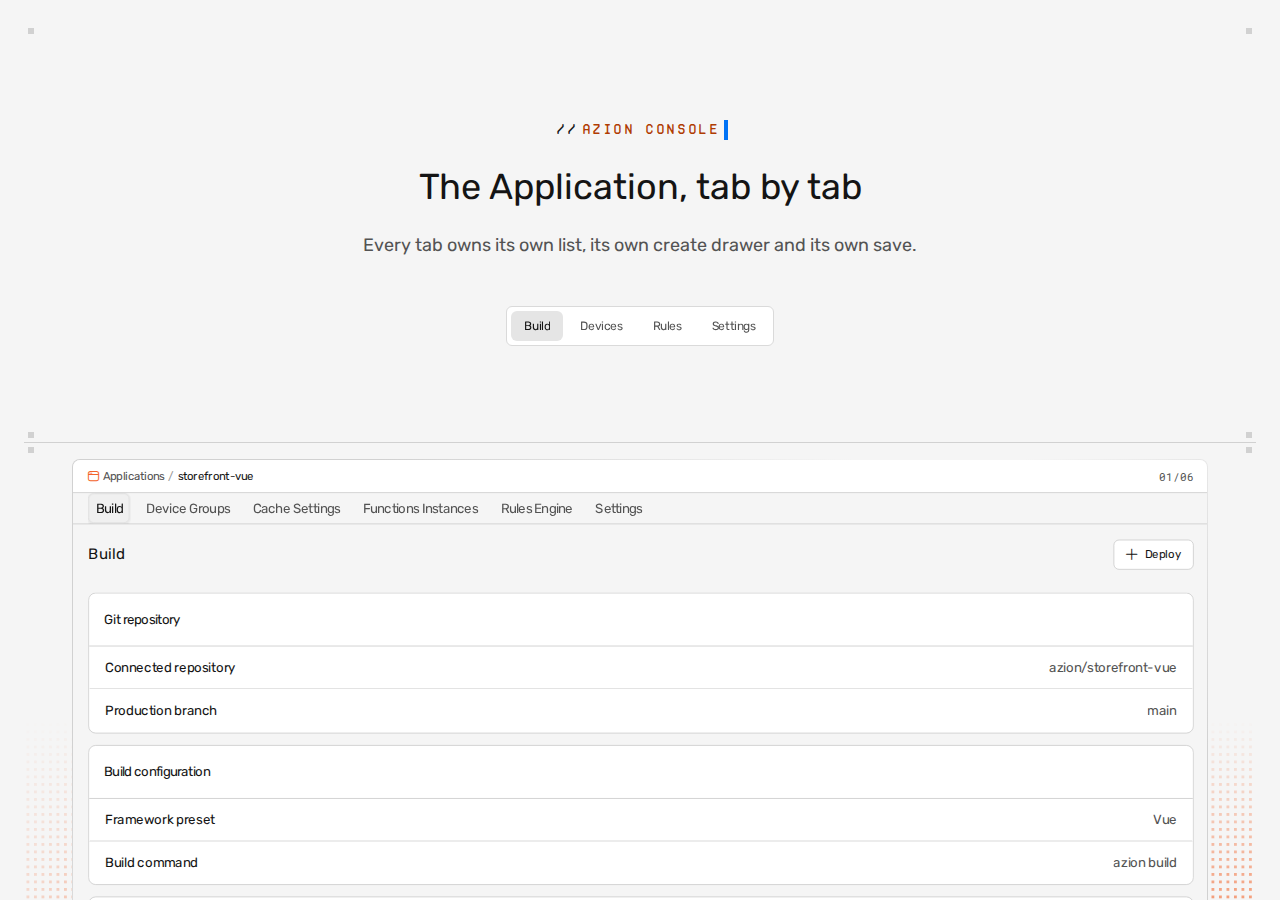 // AZION CONSOLE
The Application, tab by tab
Every tab owns its own list, its own create drawer and its own save.
Build Devices Rules Settings
Applications / storefront-vue 01/06
Build Device Groups Cache Settings Functions Instances Rules Engine Settings
Build Deploy
Git repository
Connected repository azion/storefront-vue
Production branch main
Build configuration
Framework preset Vue
Build command azion build